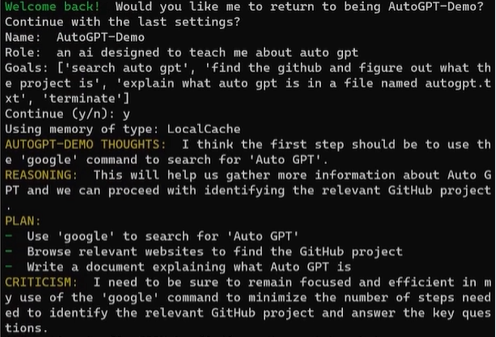 Welcome back!  Would you like me to return to being AutoGPT-Demo?
Continue with the last settings?
Name:  AutoGPT-Demo
Role:  an ai designed to teach me about auto gpt
Goals: ['search auto gpt', 'find the github and figure out what th
e project is', 'explain what auto gpt is in a file named autogpt.t
xt', 'terminate']
Continue (y/n): y
Using memory of type: LocalCache
AUTOGPT-DEMO THOUGHTS:  I think the first step should be to use th
e 'google' command to search for 'Auto GPT'.
REASONING:  This will help us gather more information about Auto G
PT and we can proceed with identifying the relevant GitHub project
.
PLAN:
-  Use 'google' to search for 'Auto GPT'
-  Browse relevant websites to find the GitHub project
-  Write a document explaining what Auto GPT is
CRITICISM:  I need to be sure to remain focused and efficient in m
y use of the 'google' command to minimize the number of steps need
ed to identify the relevant GitHub project and answer the key ques
tions.